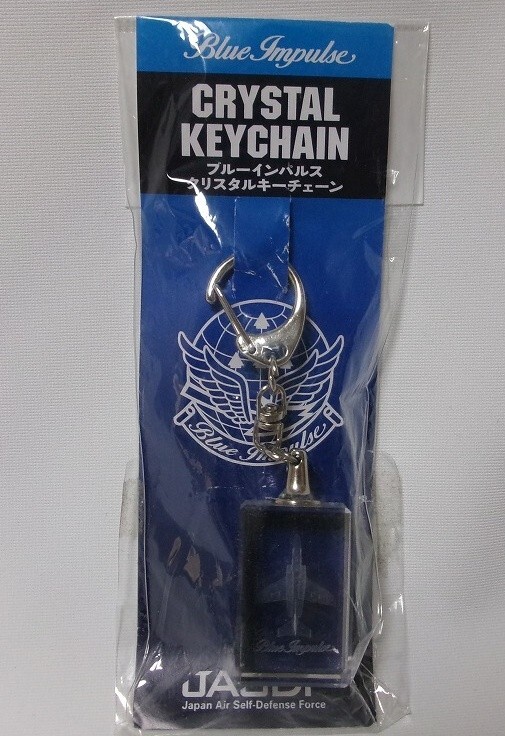 Blue Impulse
CRYSTAL
KEYCHAIN
ブルーインパルス
クリスタルキーチェーン
Blue Impulse
Blue Impulse
JASDF
Japan Air Self-Defense Force